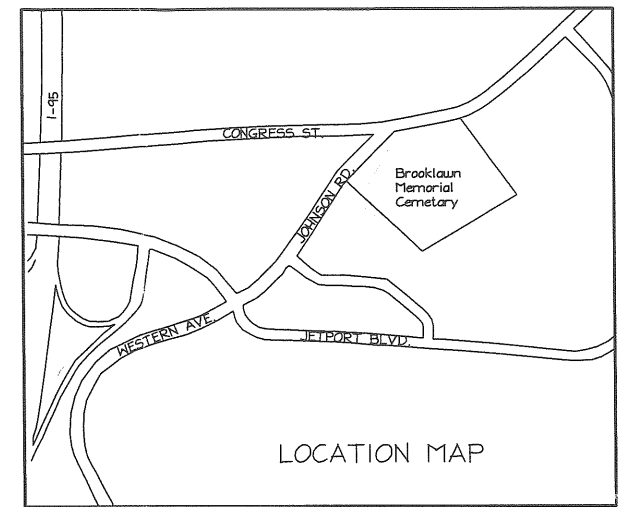 I-95
CONGRESS ST.
JOHNSON RD.
Brooklawn
Memorial
Cemetary
WESTERN AVE.
JETPORT BLVD.
LOCATION MAP